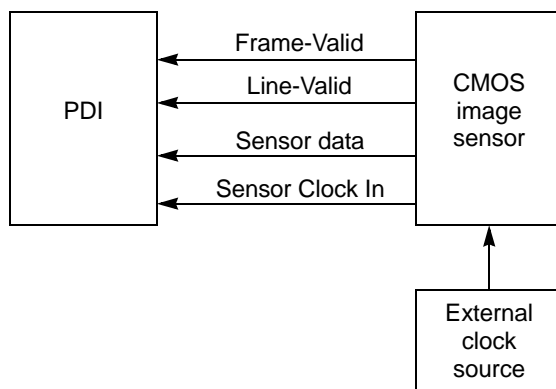 PDI
Frame-Valid
Line-Valid
Sensor data
Sensor Clock In
CMOS
image
sensor
External
clock
source